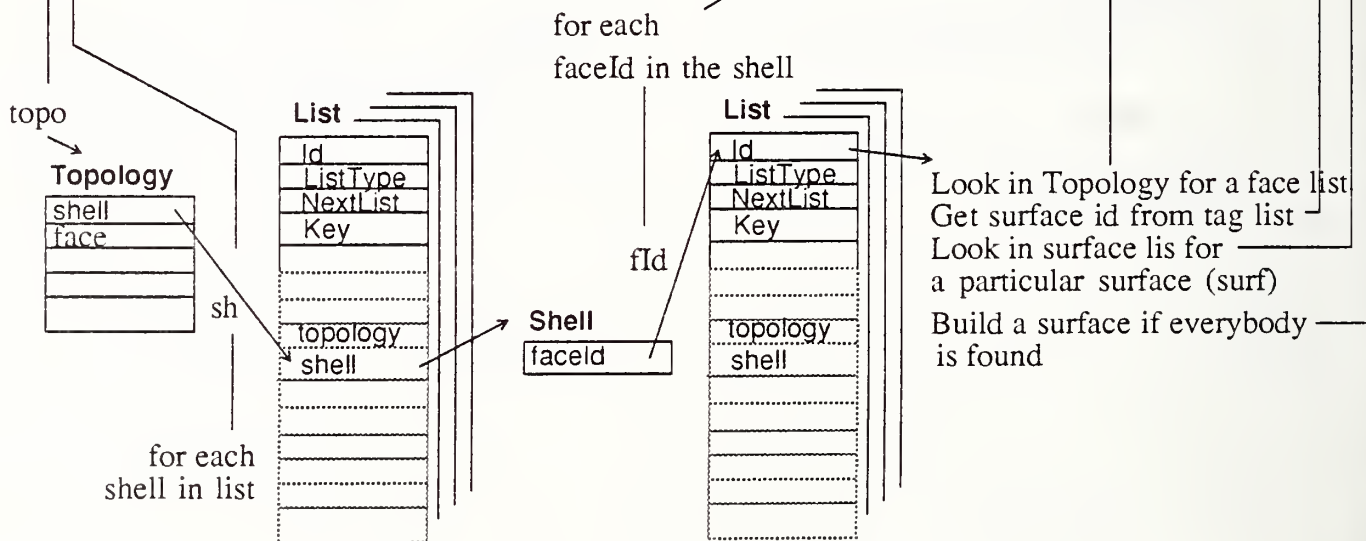 for each
faceId in the shell
topo
Topology
shell
face
sh
for each
shell in list
List
Id
ListType
NextList
Key
topology
shell
Shell
faceId
fId
List
Id
ListType
NextList
Key
topology
shell
Look in Topology for a face list
Get surface id from tag list
Look in surface lis for
a particular surface (surf)
Build a surface if everybody
is found